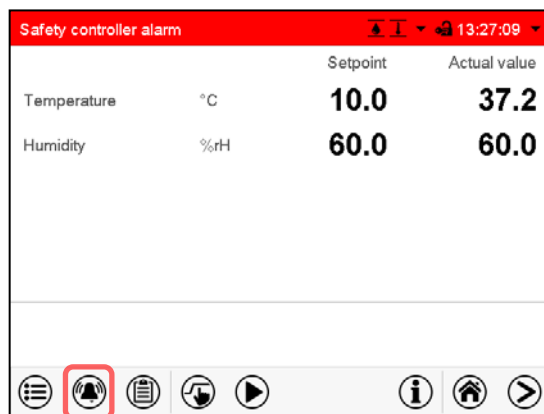 Safety controller alarm 13:27:09
Setpoint Actual value
Temperature °C 10.0 37.2
Humidity %rH 60.0 60.0